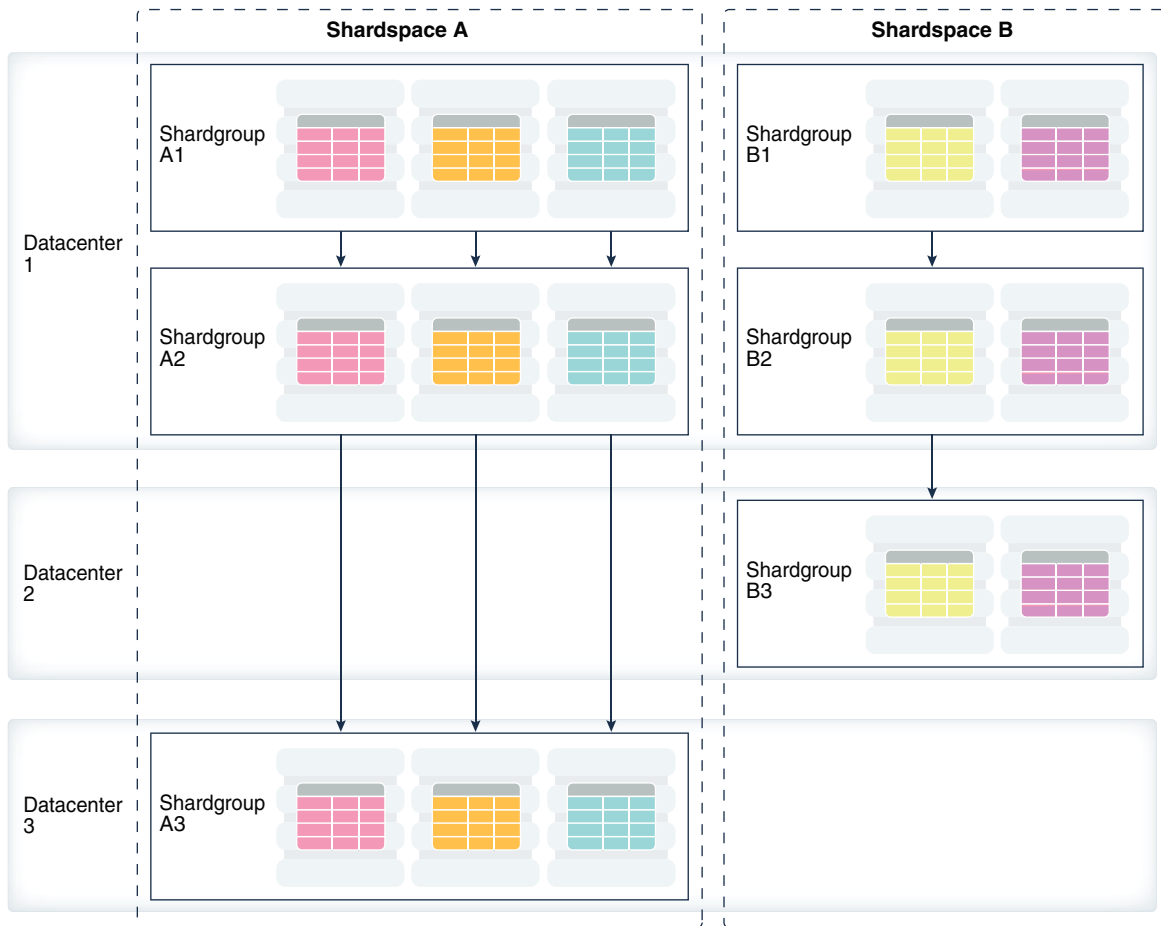 Shardspace A
Shardspace B
Datacenter
1
Shardgroup
A1
Shardgroup
B1
Shardgroup
A2
Shardgroup
B2
Datacenter
2
Shardgroup
B3
Datacenter
3
Shardgroup
A3